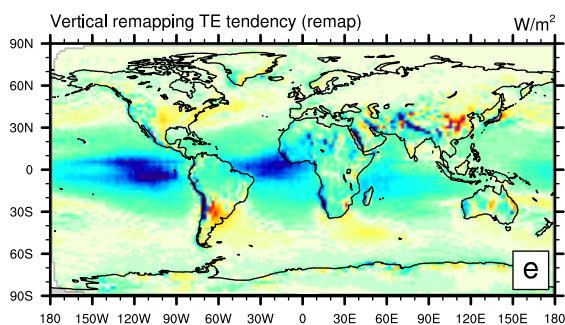 Vertical remapping TE tendency (remap) W/m²
90N
60N
30N
0
30S
60S
90S
e
180 150W 120W 90W 60W 30W 0 30E 60E 90E 120E 150E 180